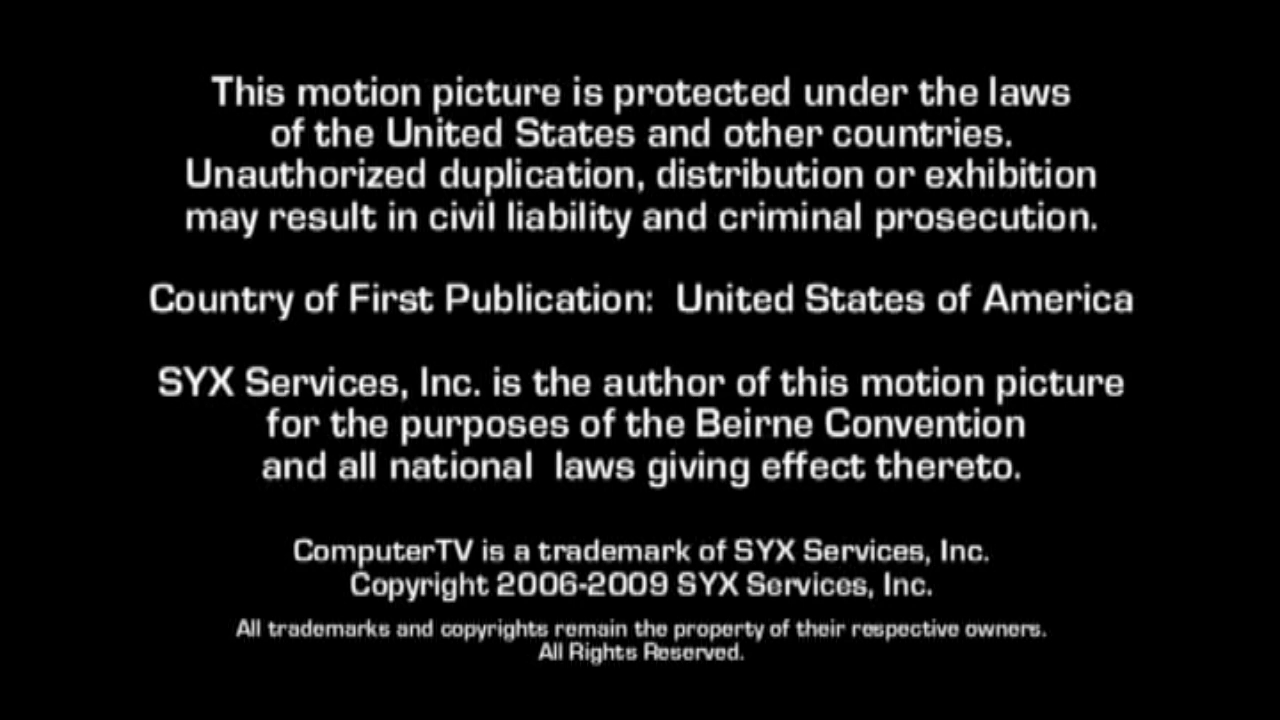 This motion picture is protected under the laws
of the United States and other countries.
Unauthorized duplication, distribution or exhibition
may result in civil liability and criminal prosecution.
Country of First Publication:  United States of America
SYX Services, Inc. is the author of this motion picture
for the purposes of the Beirne Convention
and all national  laws giving effect thereto.
ComputerTV is a trademark of SYX Services, Inc.
Copyright 2006-2009 SYX Services, Inc.
All trademarks and copyrights remain the property of their respective owners.
All Rights Reserved.